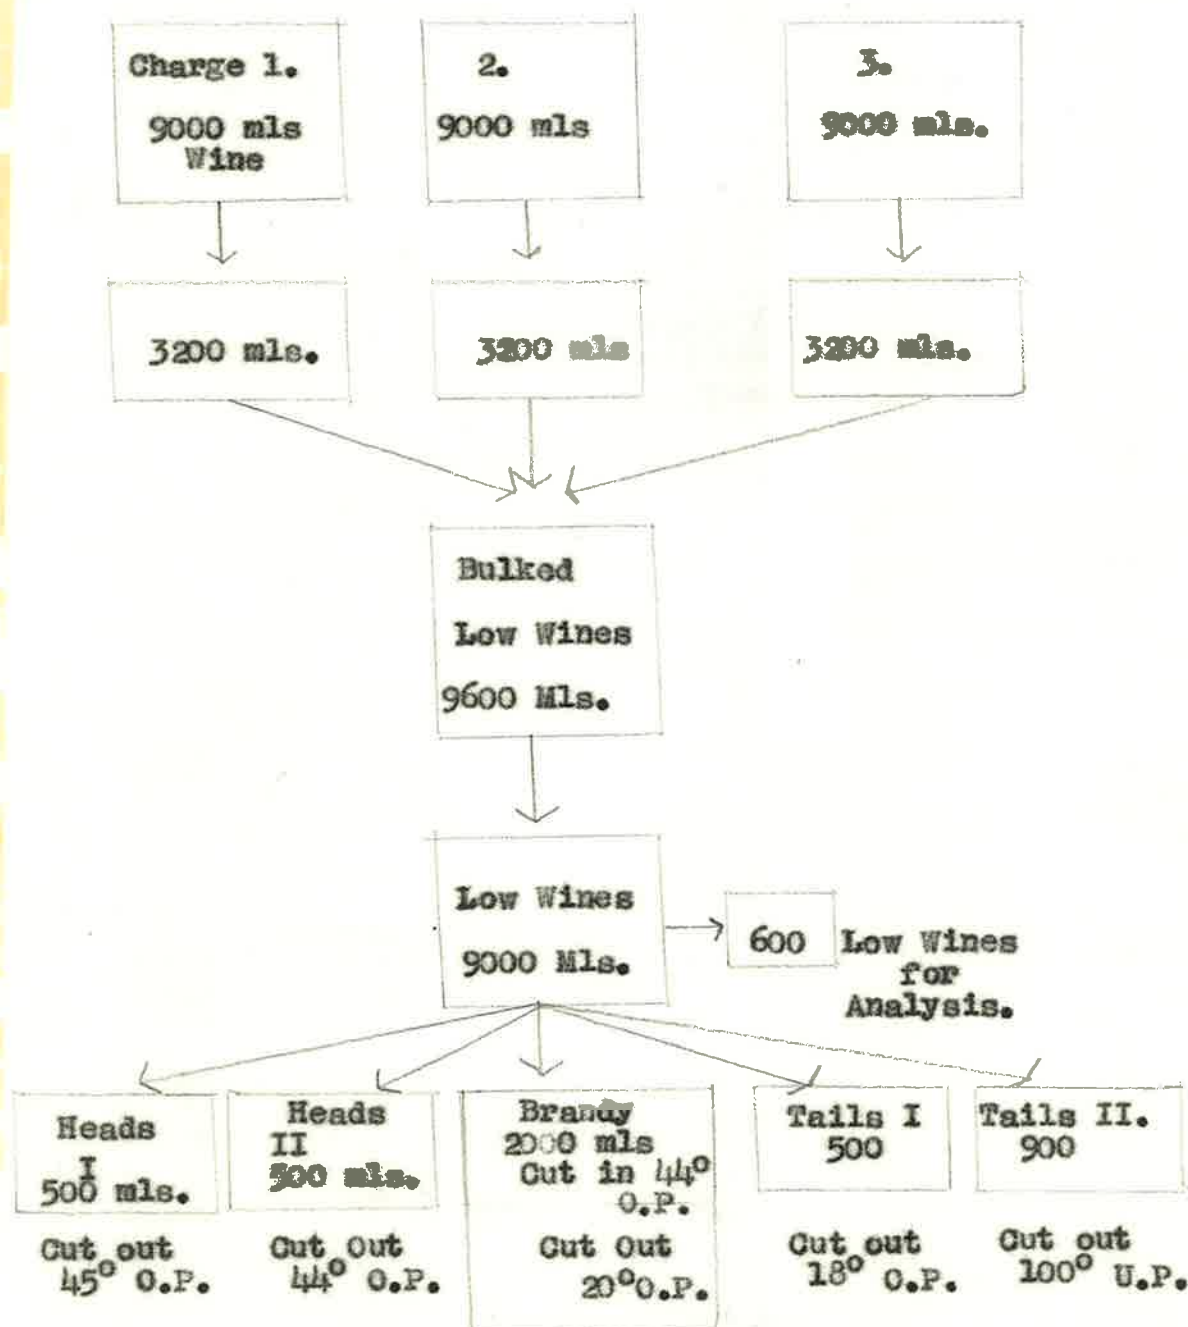 Charge 1.
9000 mls
Wine
2.
9000 mls
3.
9000 mls.
3200 mls.
3200 mls
3200 mls.
Bulked
Low Wines
9600 Mls.
Low Wines
9000 Mls.
600
Low Wines
for
Analysis.
Heads
I
500 mls.
Cut out
45° O.P.
Heads
II
500 mls.
Cut Out
44° O.P.
Brandy
2000 mls
Cut in 44°
O.P.
Cut Out
20°O.P.
Tails I
500
Cut out
18° O.P.
Tails II.
900
Cut out
100° U.P.